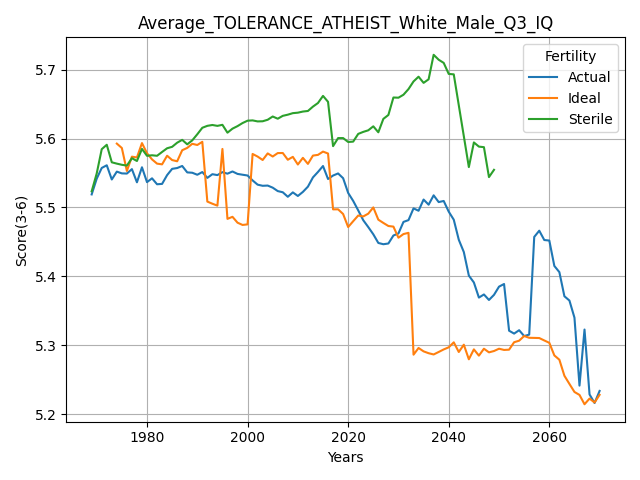 Average_TOLERANCE_ATHEIST_White_Male_Q3_IQ
Fertility
Actual
Ideal
Sterile
Score(3-6)
5.7
5.6
5.5
5.4
5.3
5.2
1980 2000 2020 2040 2060
Years